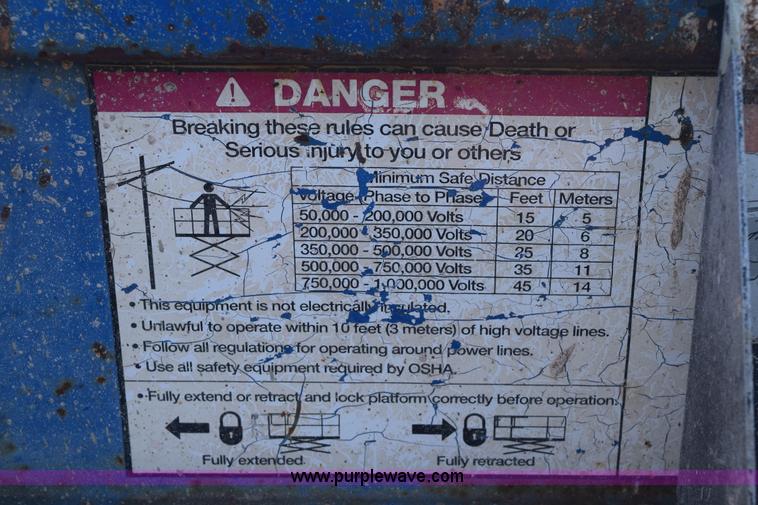 DANGER
Breaking these rules can cause Death or
Serious injury to you or others
Minimum Safe Distance
Voltage (Phase to Phase) Feet Meters
50,000 - 200,000 Volts 15 5
200,000 - 350,000 Volts 20 6
350,000 - 500,000 Volts 25 8
500,000 - 750,000 Volts 35 11
750,000 - 1,000,000 Volts 45 14
• This equipment is not electrically insulated.
• Unlawful to operate within 10 feet (3 meters) of high voltage lines.
• Follow all regulations for operating around power lines.
• Use all safety equipment required by OSHA.
• Fully extend or retract and lock platform correctly before operation.
Fully extended Fully retracted
www.purplewave.com